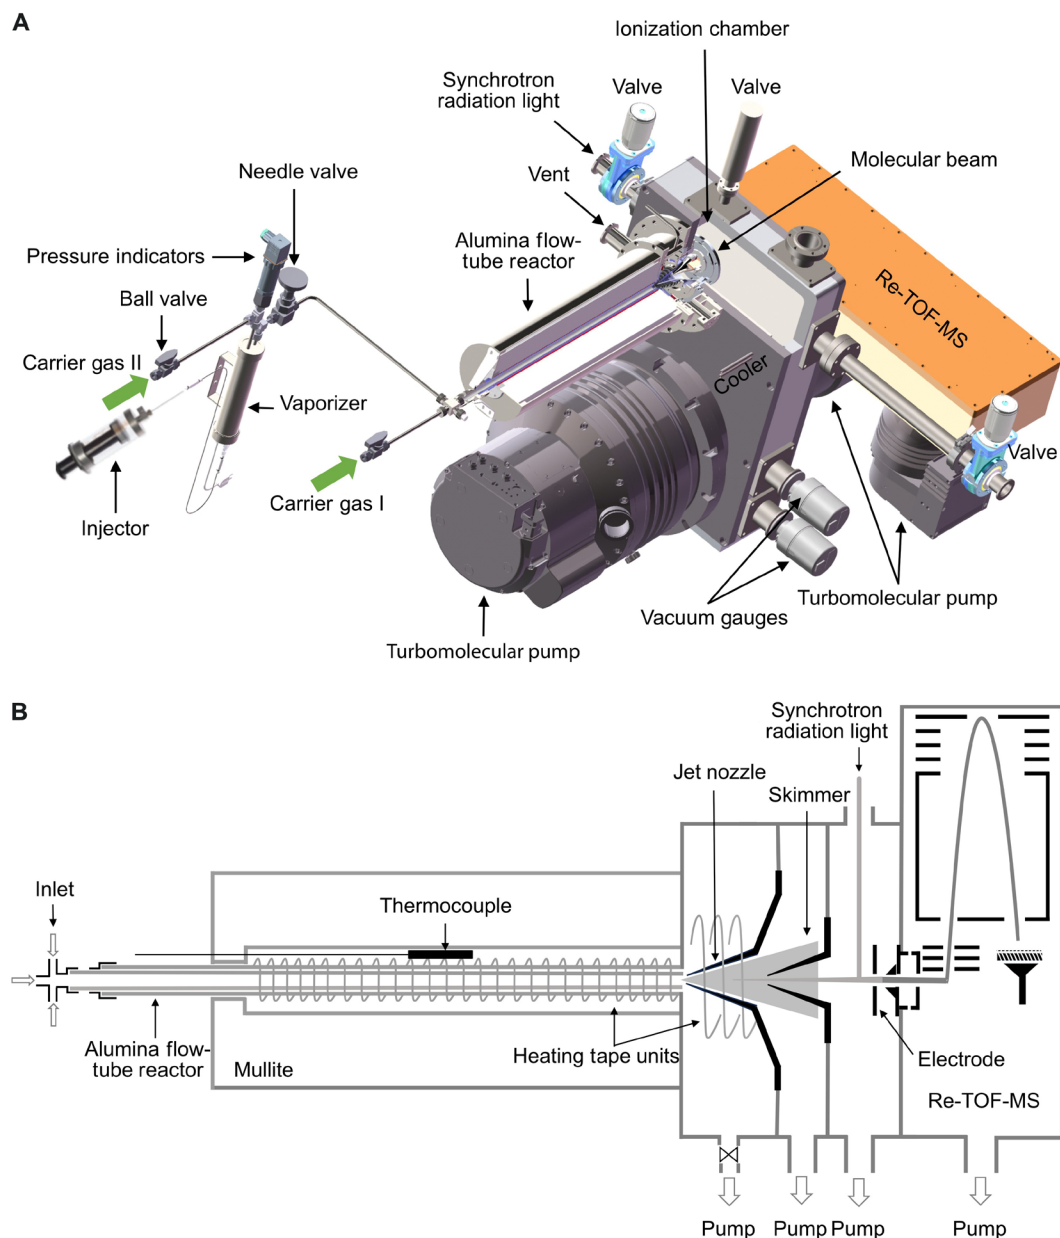 A
Ionization chamber
Synchrotron
radiation light
Valve
Valve
Molecular beam
Needle valve
Vent
Pressure indicators
Alumina flow-
tube reactor
Ball valve
Re-TOF-MS
Carrier gas II
Cooler
Vaporizer
Valve
Carrier gas I
Injector
Turbomolecular pump
Vacuum gauges
Turbomolecular pump
B
Synchrotron
radiation light
Jet nozzle
Skimmer
Inlet
Thermocouple
Alumina flow-
tube reactor
Mullite
Heating tape units
Electrode
Re-TOF-MS
Pump
Pump
Pump
Pump